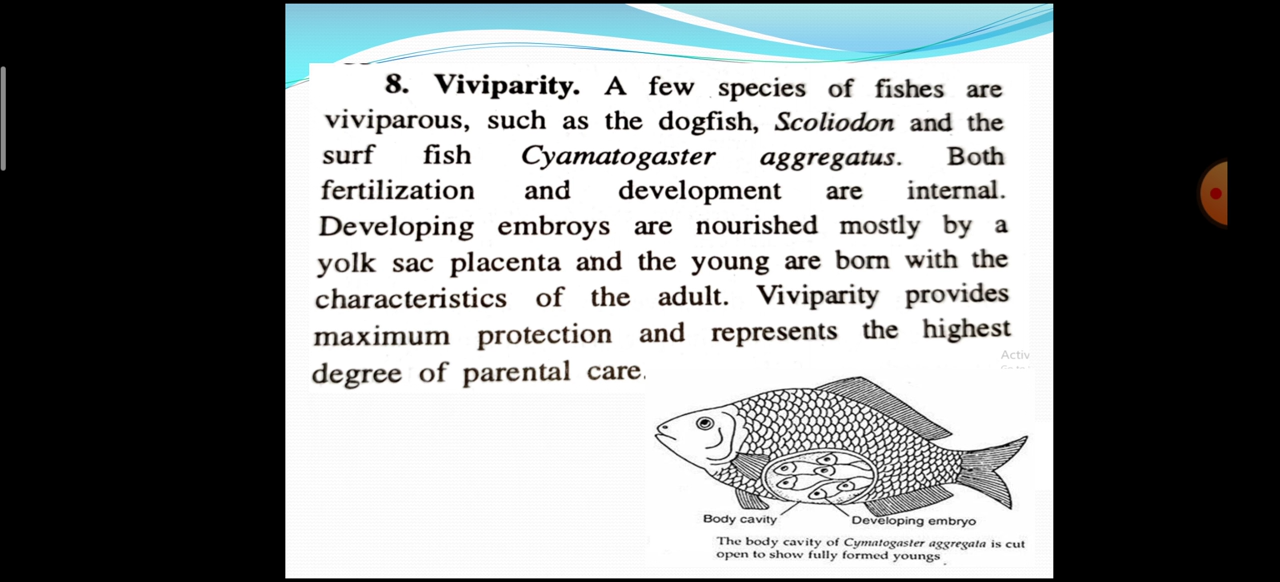 8. Viviparity. A few species of fishes are
viviparous, such as the dogfish, Scoliodon and the
surf fish Cyamatogaster aggregatus. Both
fertilization and development are internal.
Developing embroys are nourished mostly by a
yolk sac placenta and the young are born with the
characteristics of the adult. Viviparity provides
maximum protection and represents the highest
degree of parental care.
Activ
Body cavity
Developing embryo
The body cavity of Cymatogaster aggregata is cut
open to show fully formed youngs